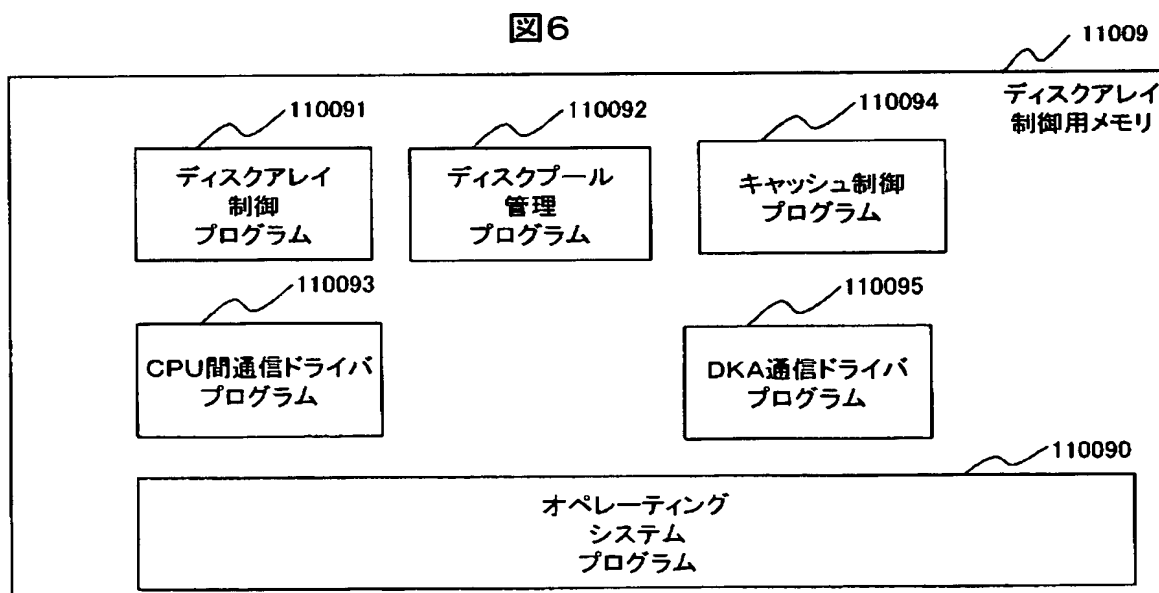 図6
11009
ディスクアレイ
制御用メモリ
110091
ディスクアレイ
制御
プログラム
110092
ディスクプール
管理
プログラム
110094
キャッシュ制御
プログラム
110093
CPU間通信ドライバ
プログラム
110095
DKA通信ドライバ
プログラム
110090
オペレーティング
システム
プログラム